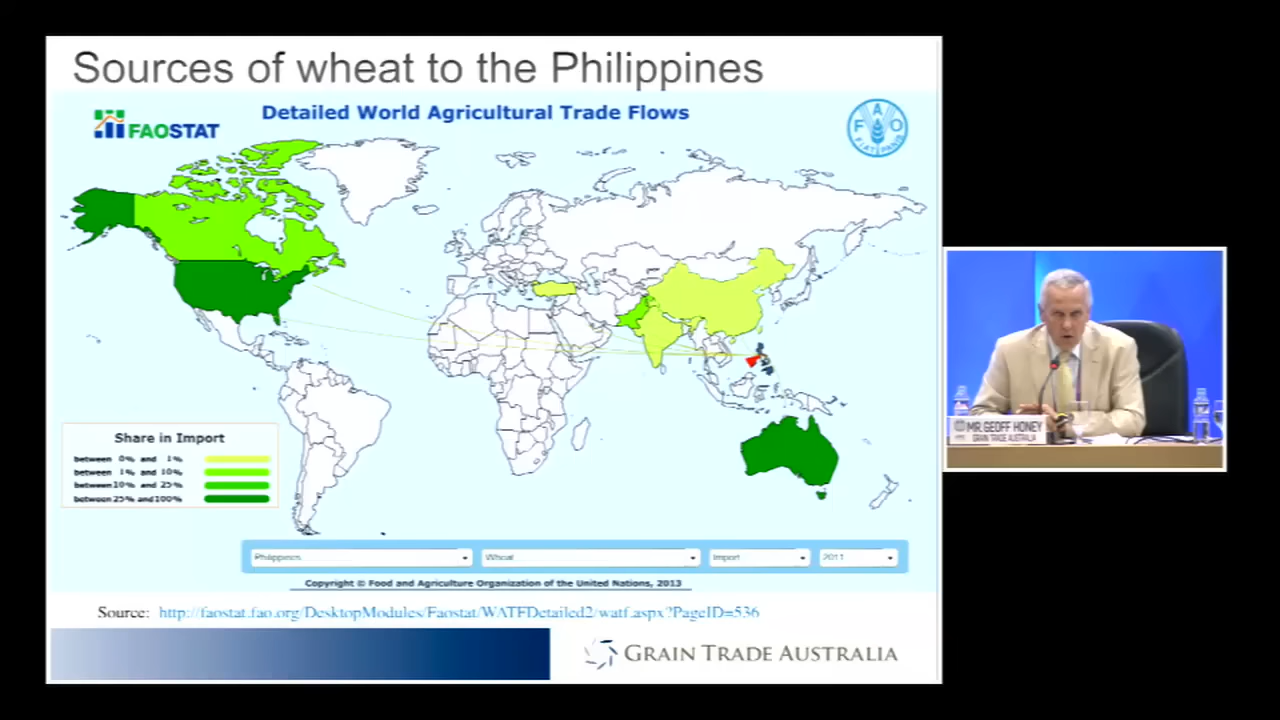 Sources of wheat to the Philippines
FAOSTAT
Detailed World Agricultural Trade Flows
F A O
FIAT PANIS
Share in Import
between 0% and 1%
between 1% and 10%
between 10% and 25%
between 25% and 100%
Philippines
Wheat
Import
2011
Copyright © Food and Agriculture Organization of the United Nations, 2013
Source: http://faostat.fao.org/DesktopModules/Faostat/WATFDetailed2/watf.aspx?PageID=536
GRAIN TRADE AUSTRALIA
MR. GEOFF HONEY
GRAIN TRADE AUSTRALIA